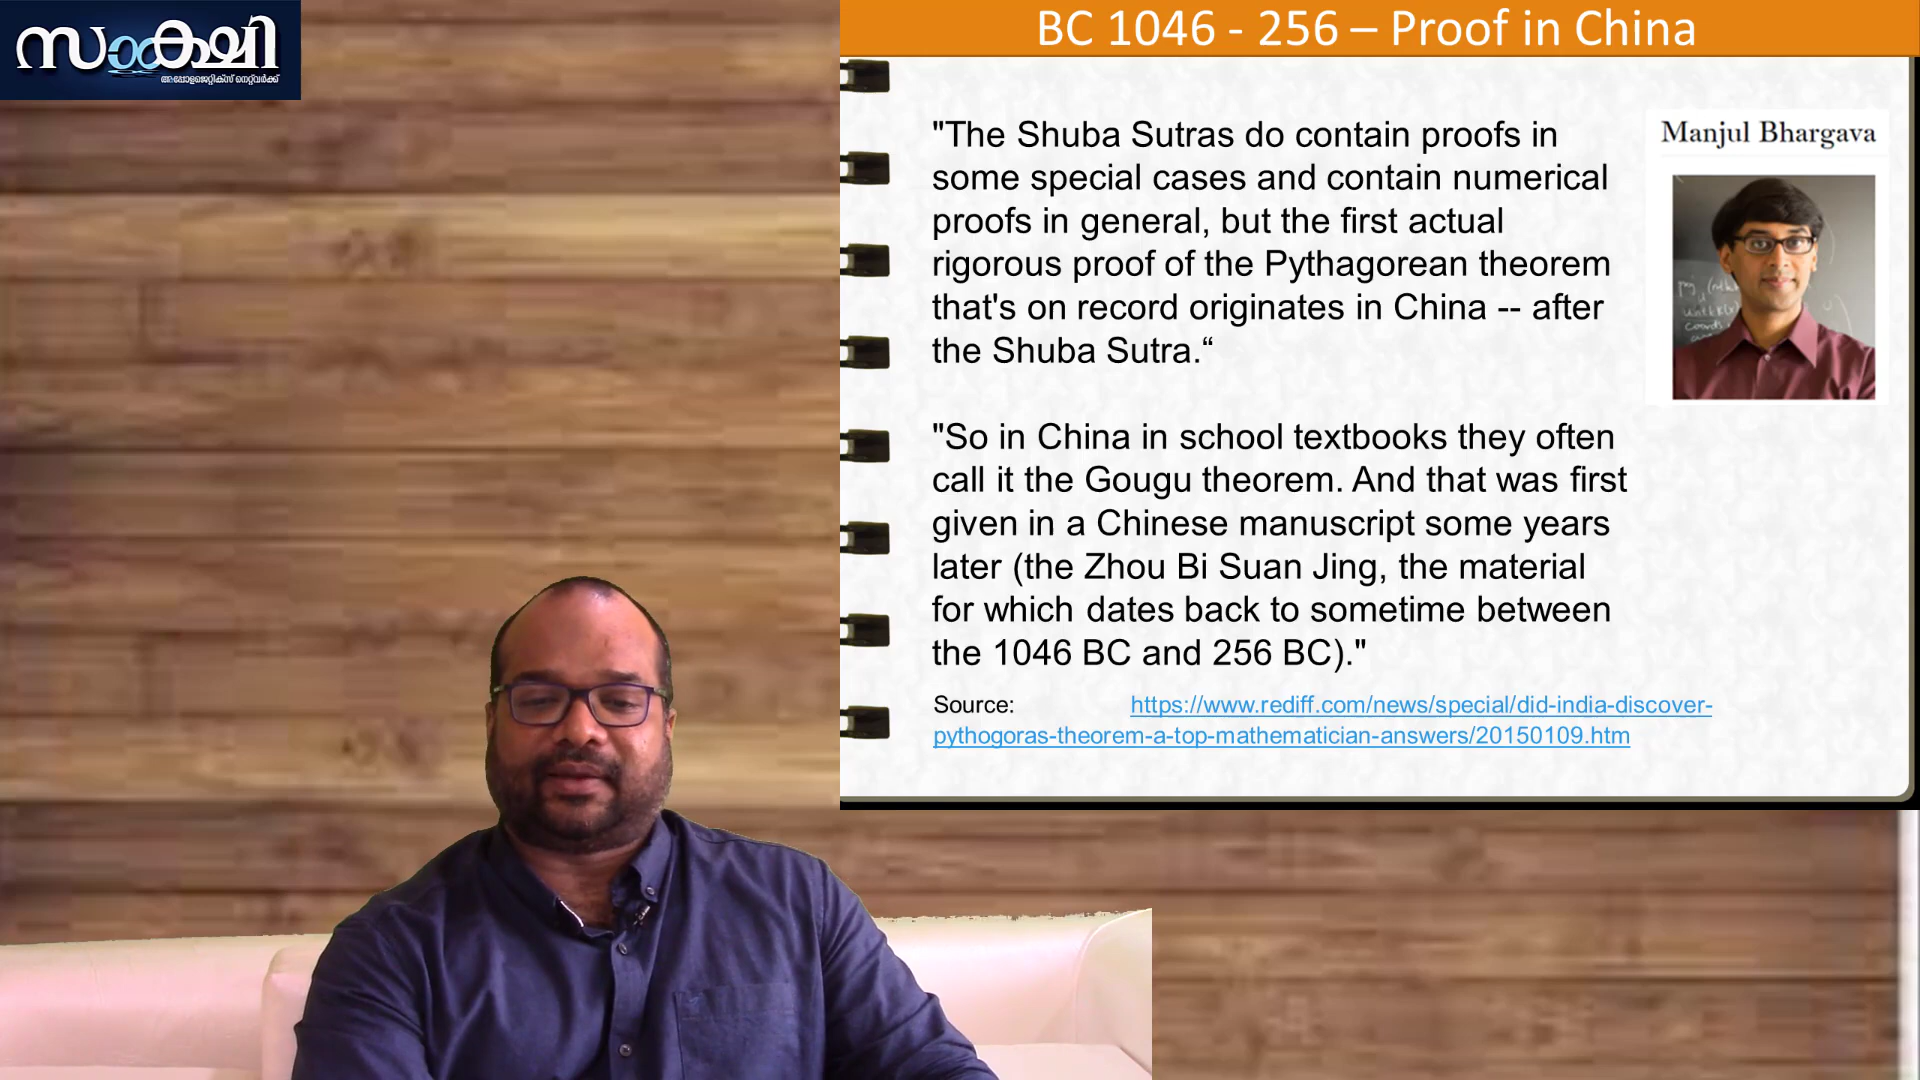 സാക്ഷി
അപ്പോളജെറ്റിക്സ് നെറ്റ്‌വർക്ക്
BC 1046 - 256 – Proof in China
"The Shuba Sutras do contain proofs in
some special cases and contain numerical
proofs in general, but the first actual
rigorous proof of the Pythagorean theorem
that's on record originates in China -- after
the Shuba Sutra.“
Manjul Bhargava
"So in China in school textbooks they often
call it the Gougu theorem. And that was first
given in a Chinese manuscript some years
later (the Zhou Bi Suan Jing, the material
for which dates back to sometime between
the 1046 BC and 256 BC)."
Source: https://www.rediff.com/news/special/did-india-discover-
pythogoras-theorem-a-top-mathematician-answers/20150109.htm